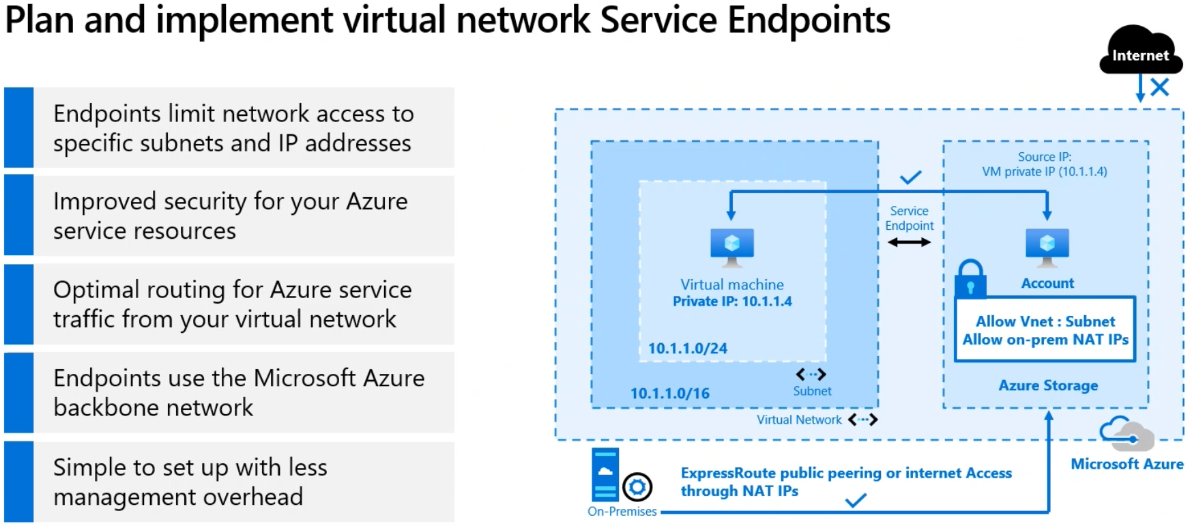 Plan and implement virtual network Service Endpoints
Endpoints limit network access to
specific subnets and IP addresses
Improved security for your Azure
service resources
Optimal routing for Azure service
traffic from your virtual network
Endpoints use the Microsoft Azure
backbone network
Simple to set up with less
management overhead
Internet
Source IP:
VM private IP (10.1.1.4)
Service
Endpoint
Virtual machine
Private IP: 10.1.1.4
10.1.1.0/24
Subnet
10.1.1.0/16
Virtual Network
Account
Allow Vnet : Subnet
Allow on-prem NAT IPs
Azure Storage
Microsoft Azure
ExpressRoute public peering or internet Access
through NAT IPs
On-Premises